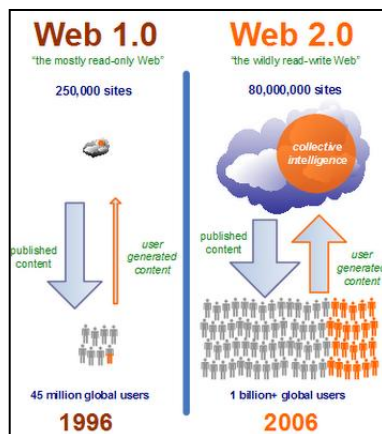 Web 1.0
"the mostly read-only Web"
250,000 sites
published
content
user
generated
content
45 million global users
1996
Web 2.0
"the wildly read-write Web"
80,000,000 sites
collective
intelligence
published
content
user
generated
content
1 billion+ global users
2006